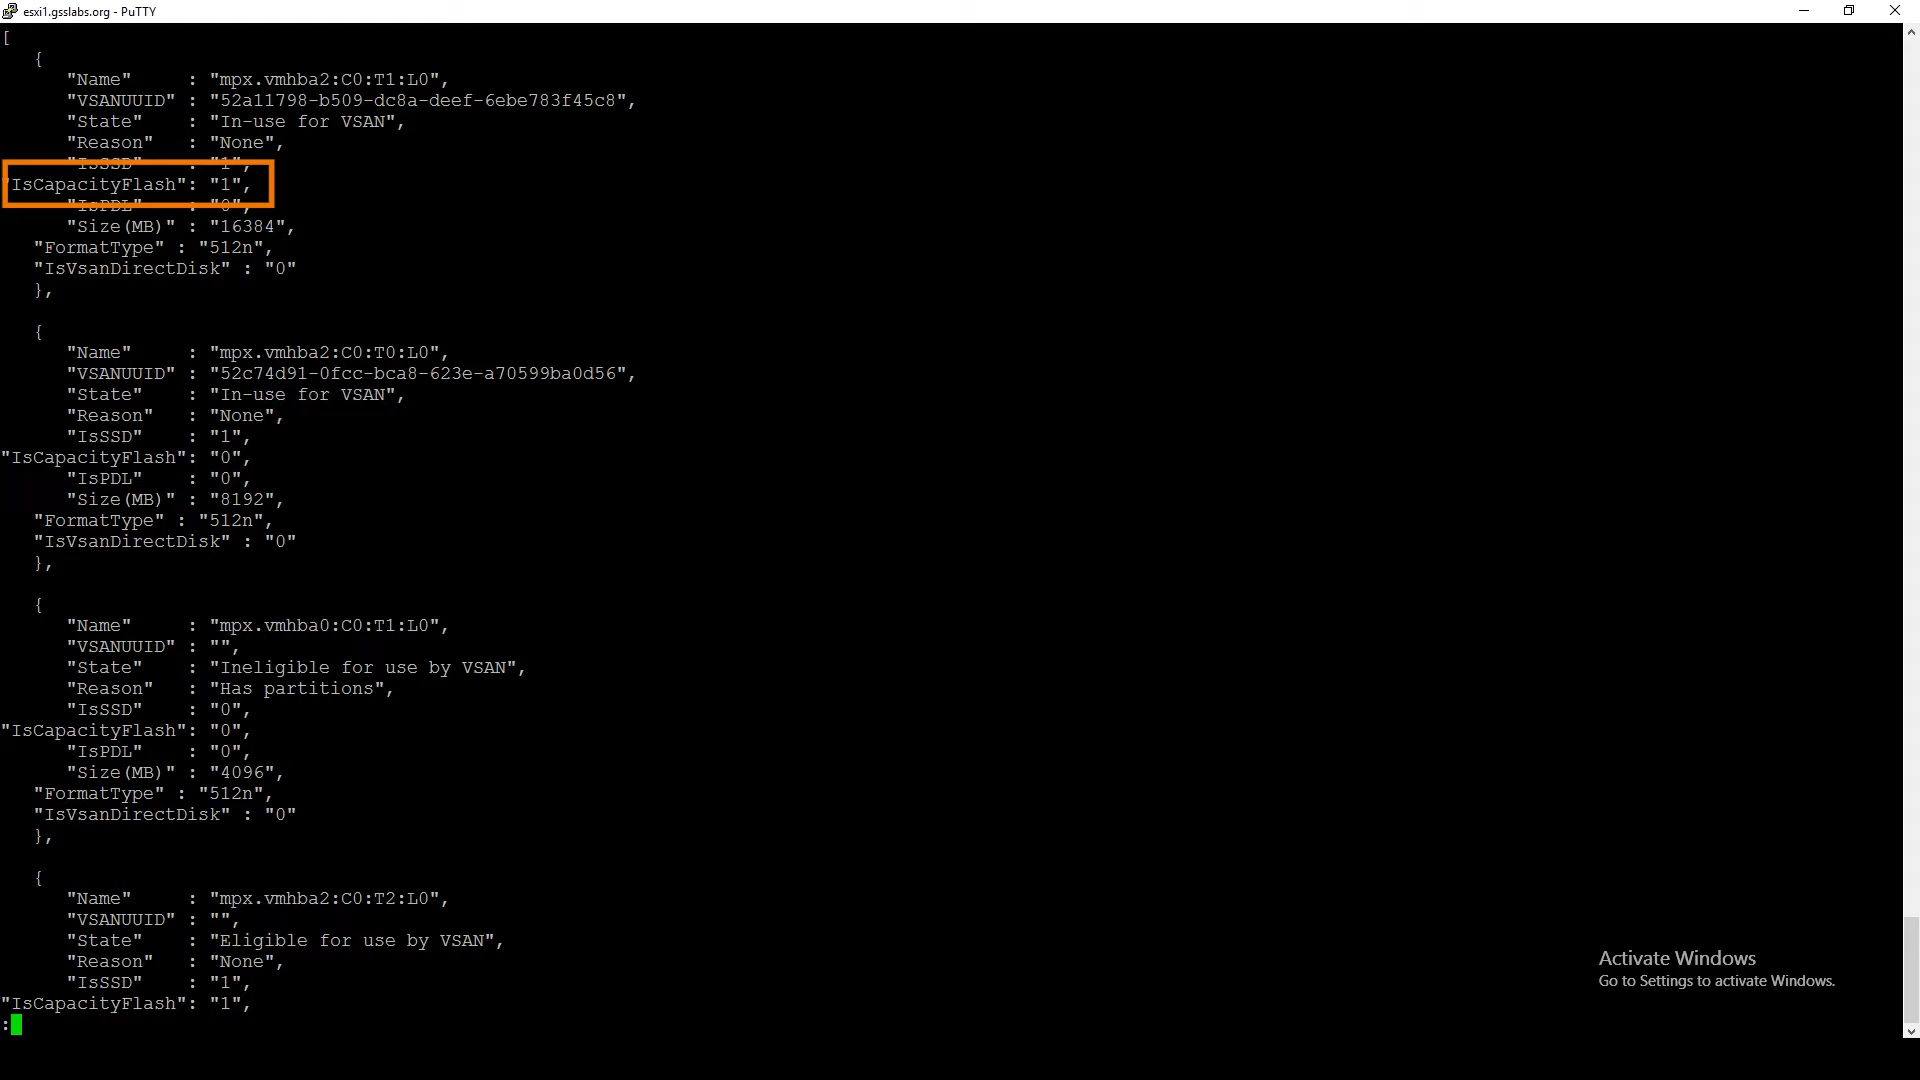 esxi1.gsslabs.org - PuTTY
[
{
"Name" : "mpx.vmhba2:C0:T1:L0",
"VSANUUID" : "52a11798-b509-dc8a-deef-6ebe783f45c8",
"State" : "In-use for VSAN",
"Reason" : "None",
"IsSSD" : "1",
"IsCapacityFlash": "1",
"IsPDL" : "0",
"Size(MB)" : "16384",
"FormatType" : "512n",
"IsVsanDirectDisk" : "0"
},
{
"Name" : "mpx.vmhba2:C0:T0:L0",
"VSANUUID" : "52c74d91-0fcc-bca8-623e-a70599ba0d56",
"State" : "In-use for VSAN",
"Reason" : "None",
"IsSSD" : "1",
"IsCapacityFlash": "0",
"IsPDL" : "0",
"Size(MB)" : "8192",
"FormatType" : "512n",
"IsVsanDirectDisk" : "0"
},
{
"Name" : "mpx.vmhba0:C0:T1:L0",
"VSANUUID" : "",
"State" : "Ineligible for use by VSAN",
"Reason" : "Has partitions",
"IsSSD" : "0",
"IsCapacityFlash": "0",
"IsPDL" : "0",
"Size(MB)" : "4096",
"FormatType" : "512n",
"IsVsanDirectDisk" : "0"
},
{
"Name" : "mpx.vmhba2:C0:T2:L0",
"VSANUUID" : "",
"State" : "Eligible for use by VSAN",
"Reason" : "None",
"IsSSD" : "1",
"IsCapacityFlash": "1",
:
Activate Windows
Go to Settings to activate Windows.